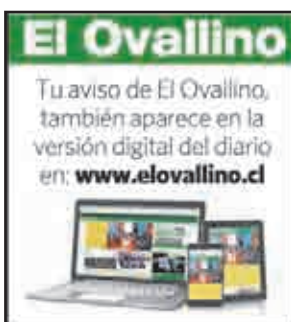 El Ovallino
Tu aviso de El Ovallino,
también aparece en la
versión digital del diario
en: www.elovallino.cl